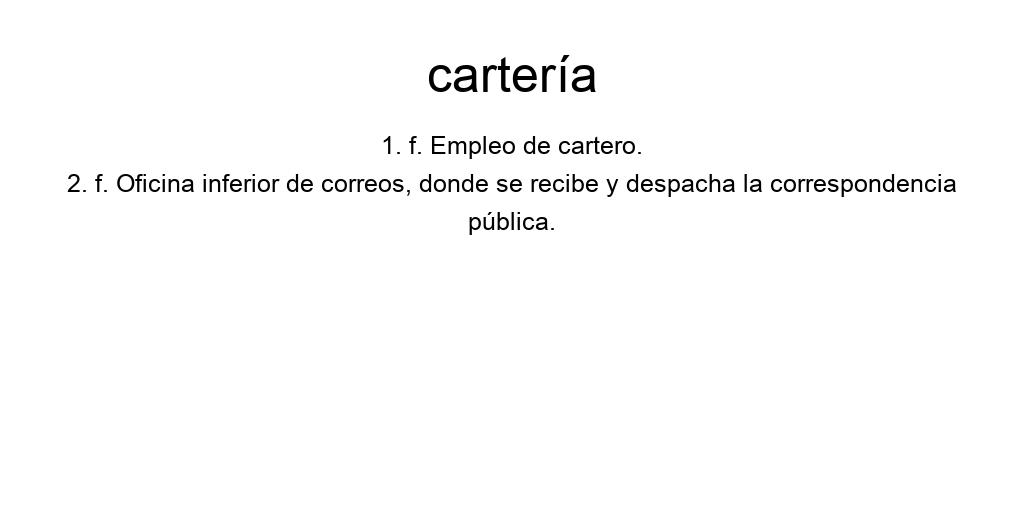 cartería
1. f. Empleo de cartero.
2. f. Oficina inferior de correos, donde se recibe y despacha la correspondencia
pública.